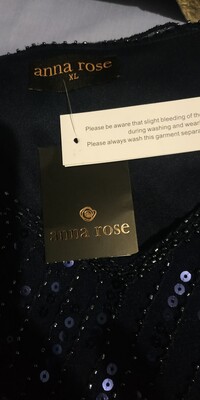 anna rose
XL
Please be aware that slight bleeding of the
during washing and wear
Please always wash this garment separ
anna rose